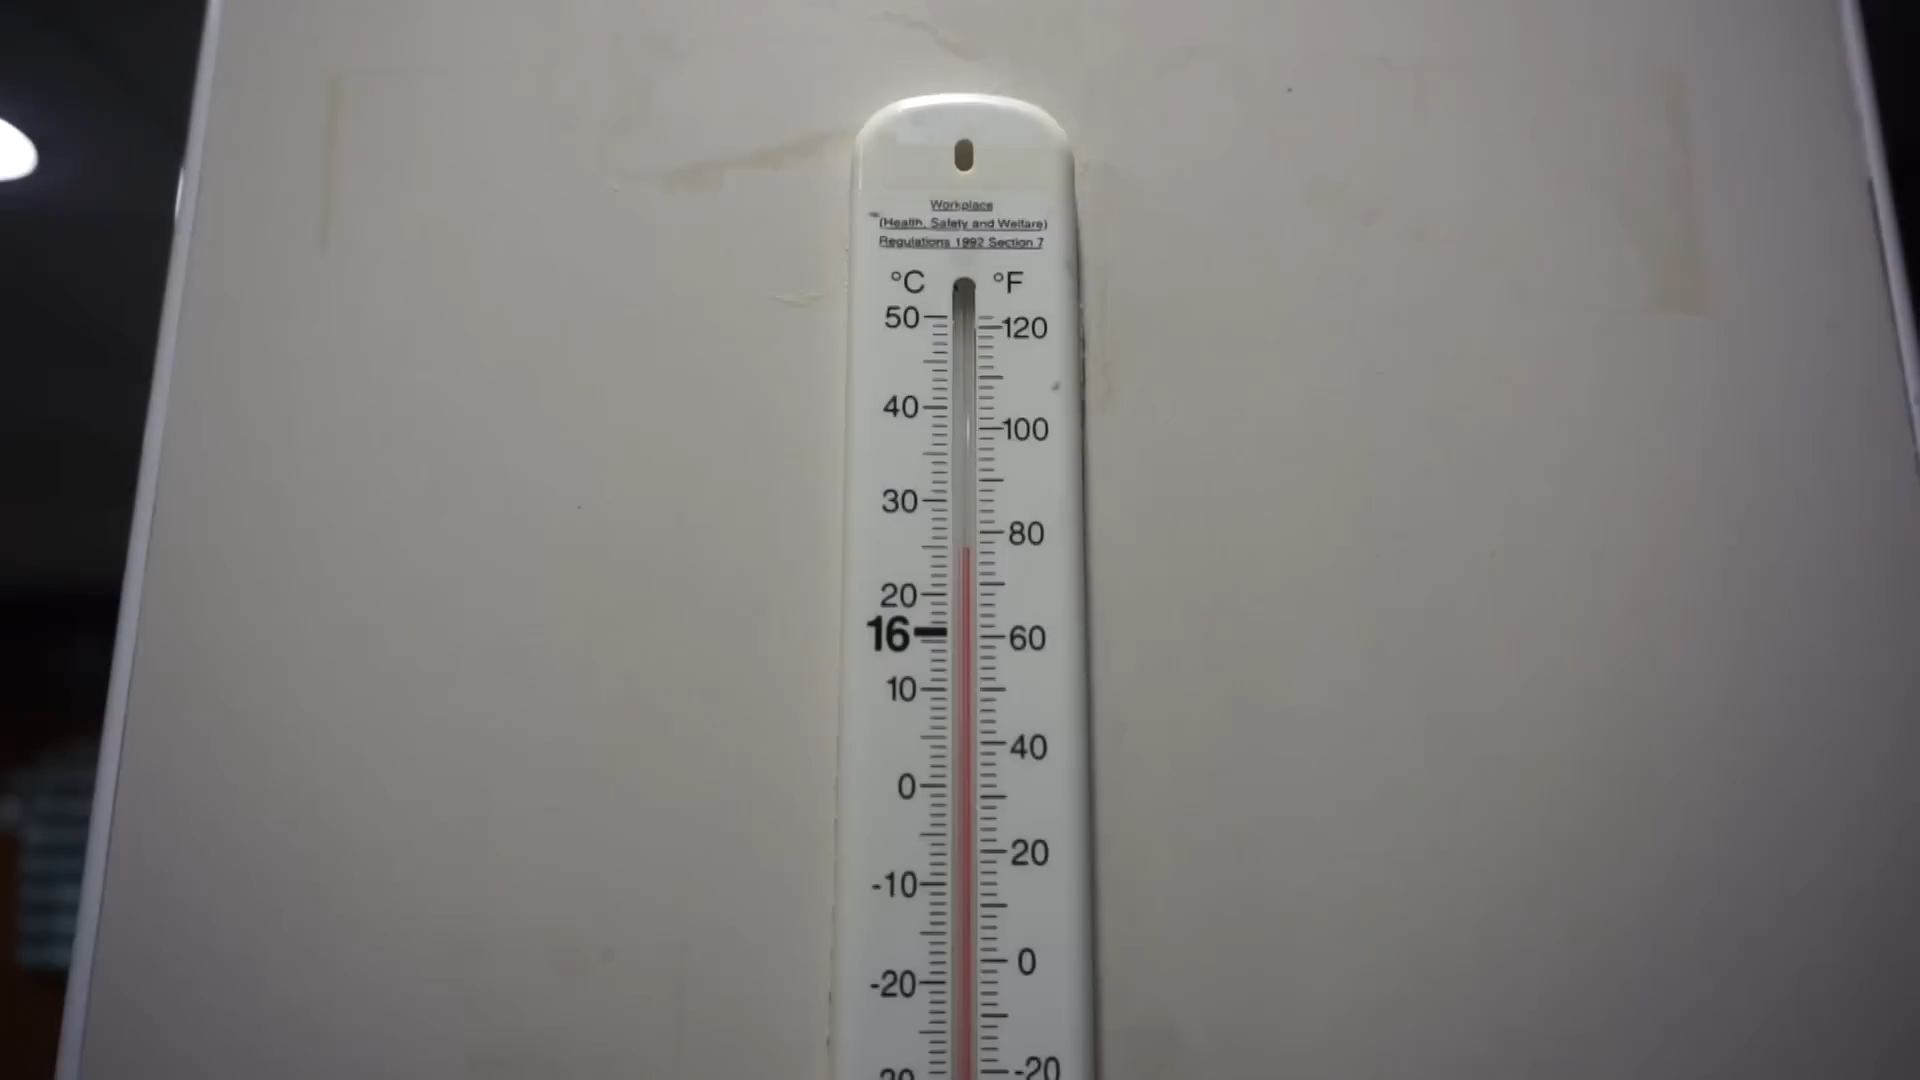 Workplace
(Health, Safety and Welfare)
Regulations 1992 Section 7
°C °F
50 120
40 100
30 80
20
16 60
10
0 40
-10 20
-20 0
-20